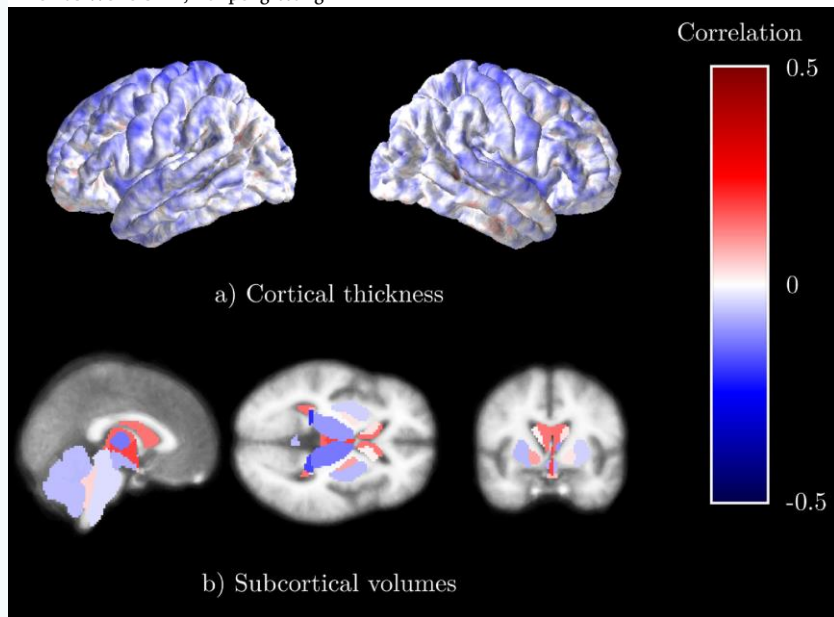 Correlation
0.5
a) Cortical thickness
0
-0.5
b) Subcortical volumes